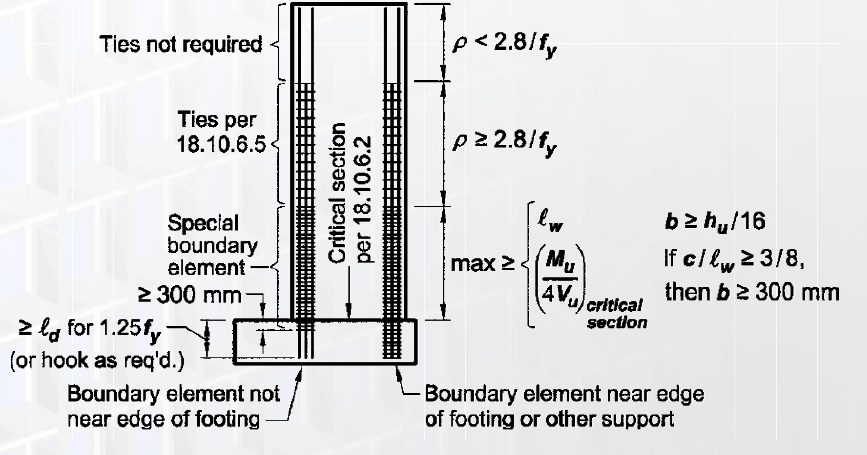 Ties not required
ρ < 2.8/fy
Ties per
18.10.6.5
Critical section
per 18.10.6.2
ρ ≥ 2.8/fy
Special
boundary
element
≥ 300 mm
≥ ℓd for 1.25fy
(or hook as req'd.)
max ≥
ℓw
(Mu/4Vu)critical
section
b ≥ hu/16
If c/ℓw ≥ 3/8,
then b ≥ 300 mm
Boundary element not
near edge of footing
Boundary element near edge
of footing or other support